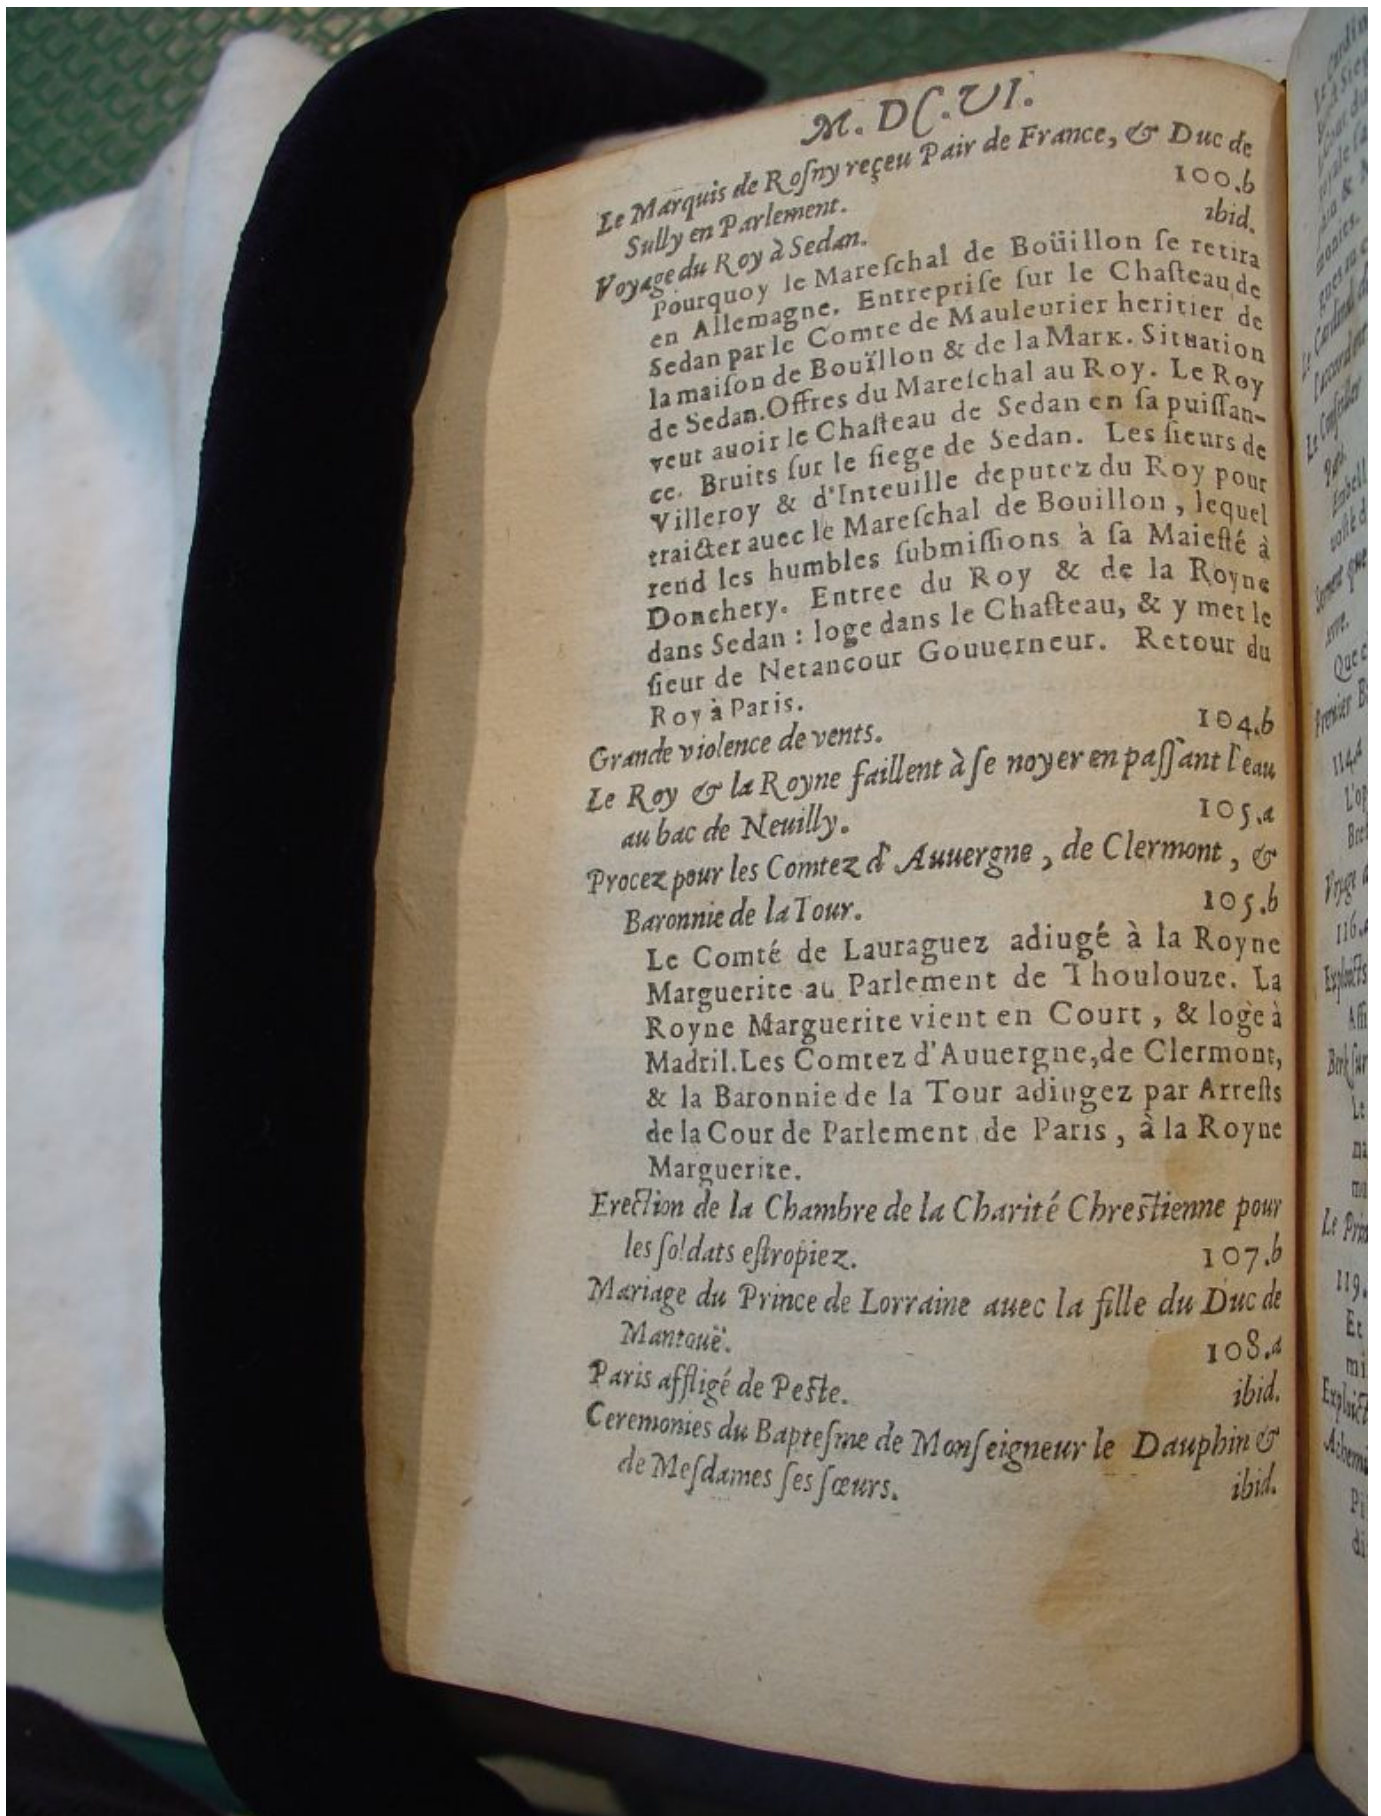 M. DC. VI.
Le Marquis de Roſny reçeu Pair de France, & Duc de
Sully en Parlement. 100.b
Voyage du Roy à Sedan. ibid.
Pourquoy le Mareſchal de Boüillon ſe retira
en Allemagne. Entrepriſe ſur le Chaſteau de
Sedan par le Comte de Mauleurier heritier de
la maiſon de Bouïllon & de la Mark. Situation
de Sedan. Offres du Mareſchal au Roy. Le Roy
veut auoir le Chaſteau de Sedan en ſa puiſſan-
ce. Bruits ſur le ſiege de Sedan. Les ſieurs de
Villeroy & d'Inteuille deputez du Roy pour
traicter auec le Mareſchal de Bouillon, lequel
rend les humbles ſubmiſſions à ſa Maieſté à
Donchery. Entree du Roy & de la Royne
dans Sedan : loge dans le Chaſteau, & y met le
ſieur de Netancour Gouuerneur. Retour du
Roy à Paris.
Grande violence de vents. 104.b
Le Roy & la Royne faillent à ſe noyer en paſſant l'eau
au bac de Neuilly. 105.a
Procez pour les Comtez d'Auuergne, de Clermont, &
Baronnie de la Tour. 105.b
Le Comté de Lauraguez adiugé à la Royne
Marguerite au Parlement de Thoulouze. La
Royne Marguerite vient en Court, & loge à
Madril. Les Comtez d'Auuergne, de Clermont,
& la Baronnie de la Tour adiugez par Arreſts
de la Cour de Parlement de Paris, à la Royne
Marguerite.
Erection de la Chambre de la Charité Chreſtienne pour
les ſoldats eſtropiez. 107.b
Mariage du Prince de Lorraine auec la fille du Duc de
Mantouë. 108.a
Paris affligé de Peſte. ibid.
Ceremonies du Bapteſme de Monſeigneur le Dauphin &
de Meſdames ſes ſœurs. ibid.